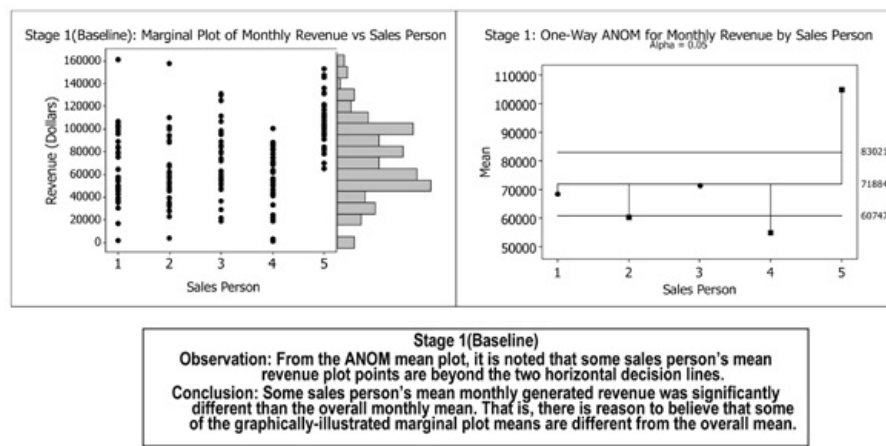 Stage 1(Baseline): Marginal Plot of Monthly Revenue vs Sales Person
160000
140000
120000
100000
80000
60000
40000
20000
0
Revenue (Dollars)
1 2 3 4 5
Sales Person
Stage 1: One-Way ANOM for Monthly Revenue by Sales Person
Alpha = 0.05
110000
100000
90000
80000
70000
60000
50000
Mean
83021
71884
60747
1 2 3 4 5
Sales Person
Stage 1(Baseline)
Observation: From the ANOM mean plot, it is noted that some sales person's mean
revenue plot points are beyond the two horizontal decision lines.
Conclusion: Some sales person's mean monthly generated revenue was significantly
different than the overall monthly mean. That is, there is reason to believe that some
of the graphically-illustrated marginal plot means are different from the overall mean.